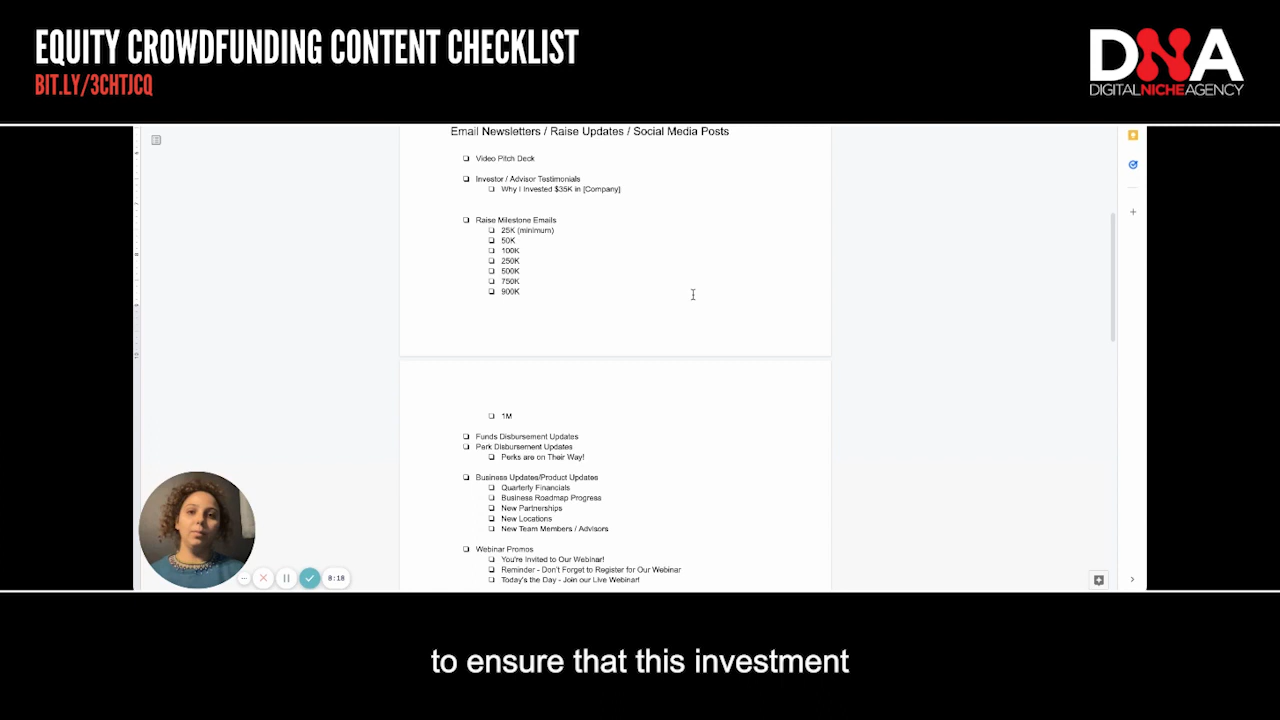 EQUITY CROWDFUNDING CONTENT CHECKLIST
BIT.LY/3CHTJCQ
DNA
DIGITALNICHEAGENCY
Email Newsletters / Raise Updates / Social Media Posts
Video Pitch Deck
Investor / Advisor Testimonials
Why I Invested $35K in [Company]
Raise Milestone Emails
25K (minimum)
50K
100K
250K
500K
750K
900K
1M
Funds Disbursement Updates
Perk Disbursement Updates
Perks are on Their Way!
Business Updates/Product Updates
Quarterly Financials
Business Roadmap Progress
New Partnerships
New Locations
New Team Members / Advisors
Webinar Promos
You're Invited to Our Webinar!
Reminder - Don't Forget to Register for Our Webinar
Today's the Day - Join our Live Webinar!
8:18
to ensure that this investment